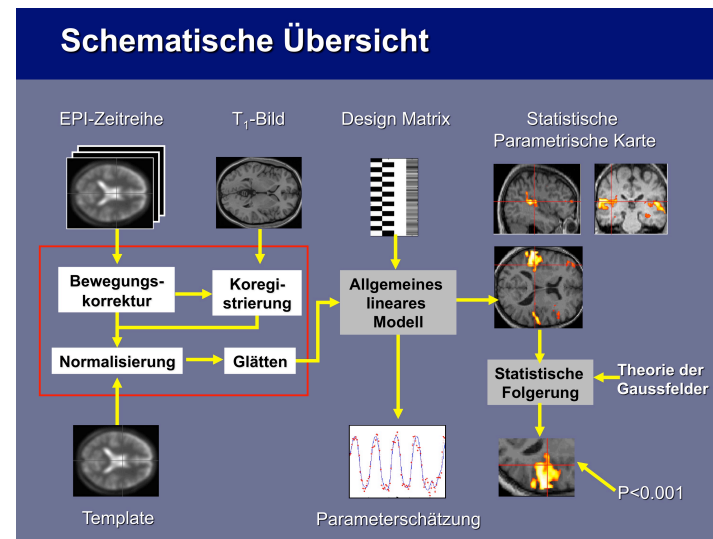 Schematische Übersicht
EPI-Zeitreihe
T1-Bild
Design Matrix
Statistische
Parametrische Karte
Bewegungs-
korrektur
Koregi-
strierung
Allgemeines
lineares
Modell
Normalisierung
Glätten
Statistische
Folgerung
Theorie der
Gaussfelder
P<0.001
Template
Parameterschätzung